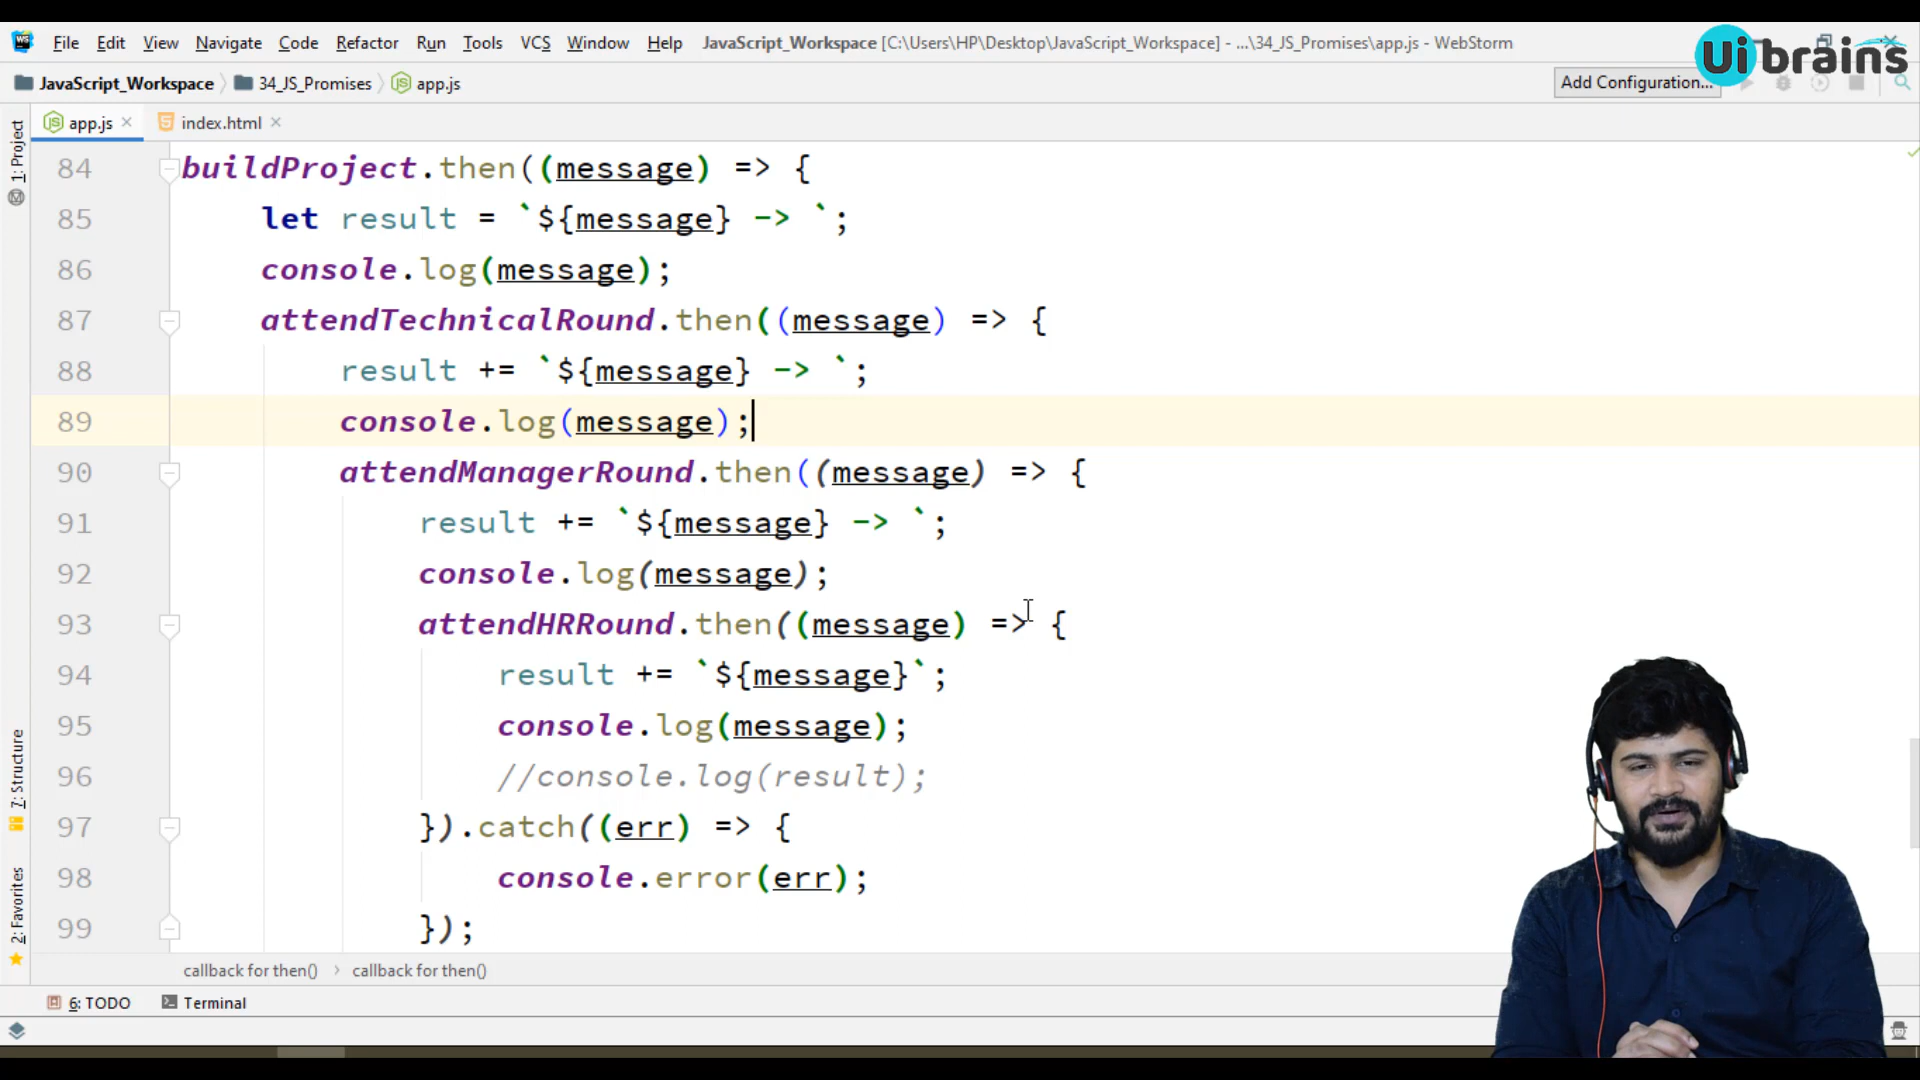 File Edit View Navigate Code Refactor Run Tools VCS Window Help JavaScript_Workspace [C:\Users\HP\Desktop\JavaScript_Workspace] - ...\34_JS_Promises\app.js - WebStorm
Ui brains
JavaScript_Workspace 34_JS_Promises app.js Add Configuration...
app.js index.html
1: Project
7: Structure
2: Favorites
84 buildProject.then((message) => {
85 let result = `${message} -> `;
86 console.log(message);
87 attendTechnicalRound.then((message) => {
88 result += `${message} -> `;
89 console.log(message);
90 attendManagerRound.then((message) => {
91 result += `${message} -> `;
92 console.log(message);
93 attendHRRound.then((message) => {
94 result += `${message}`;
95 console.log(message);
96 //console.log(result);
97 }).catch((err) => {
98 console.error(err);
99 });
callback for then() › callback for then()
6: TODO Terminal